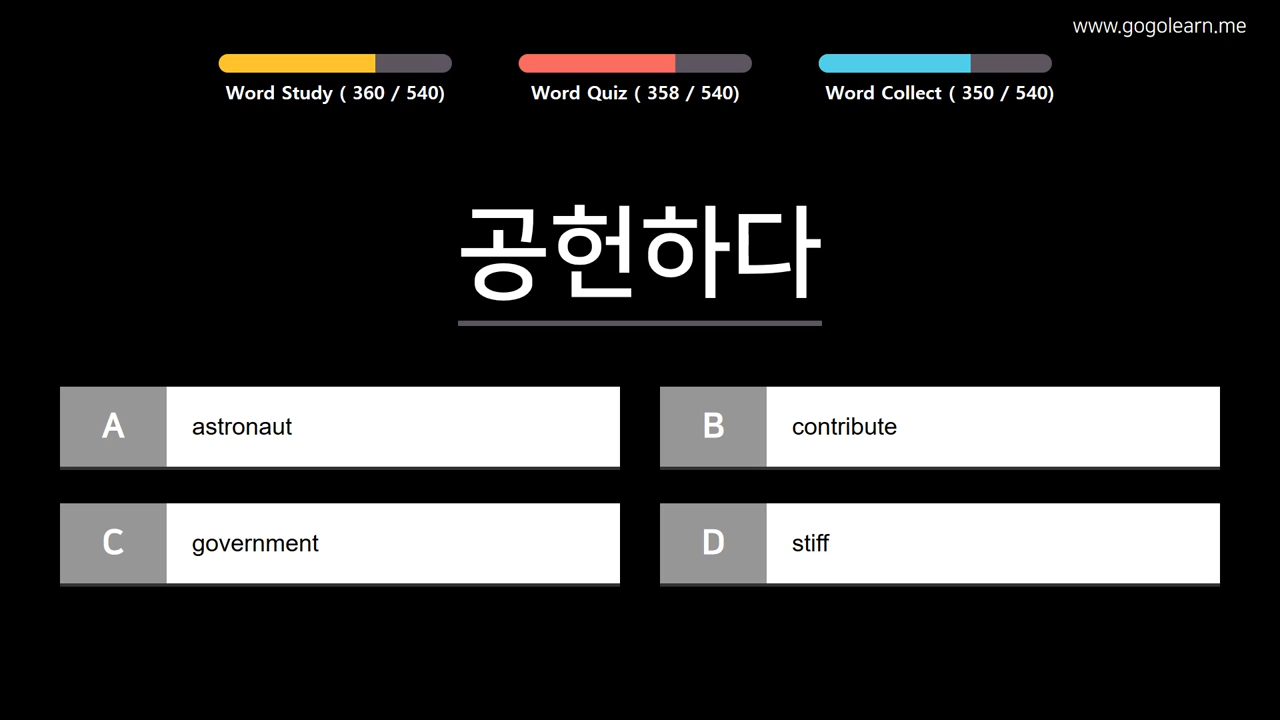 www.gogolearn.me
Word Study ( 360 / 540)
Word Quiz ( 358 / 540)
Word Collect ( 350 / 540)
공헌하다
A astronaut
B contribute
C government
D stiff